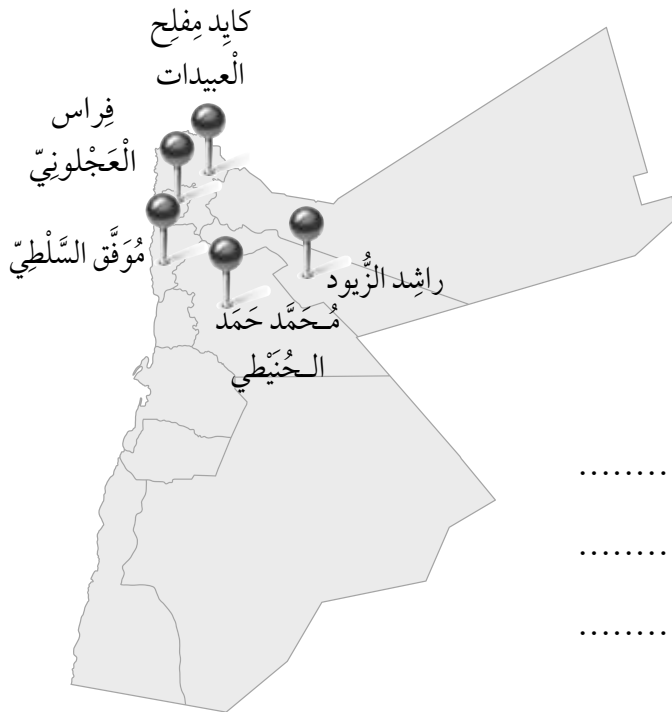 كايِد مِفلِح
الْعبيدات
فِراس
الْعَجْلونِيّ
مُوَفَّق السَّلْطِيّ
راشِد الزُّيود
مُـحَمَّد حَمَد
الـحُنَيْطي
........
........
........